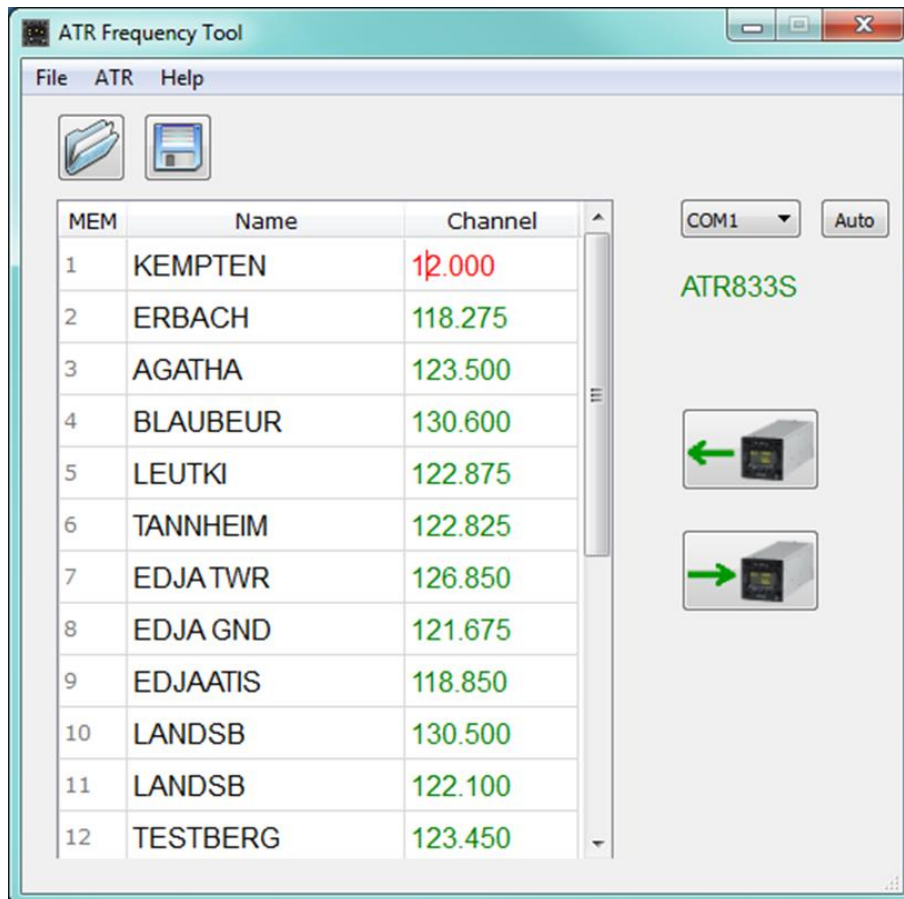 ATR Frequency Tool
File ATR Help
MEM Name Channel
COM1 Auto
ATR833S
1 KEMPTEN 12.000
2 ERBACH 118.275
3 AGATHA 123.500
4 BLAUBEUR 130.600
5 LEUTKI 122.875
6 TANNHEIM 122.825
7 EDJA TWR 126.850
8 EDJA GND 121.675
9 EDJAATIS 118.850
10 LANDSB 130.500
11 LANDSB 122.100
12 TESTBERG 123.450